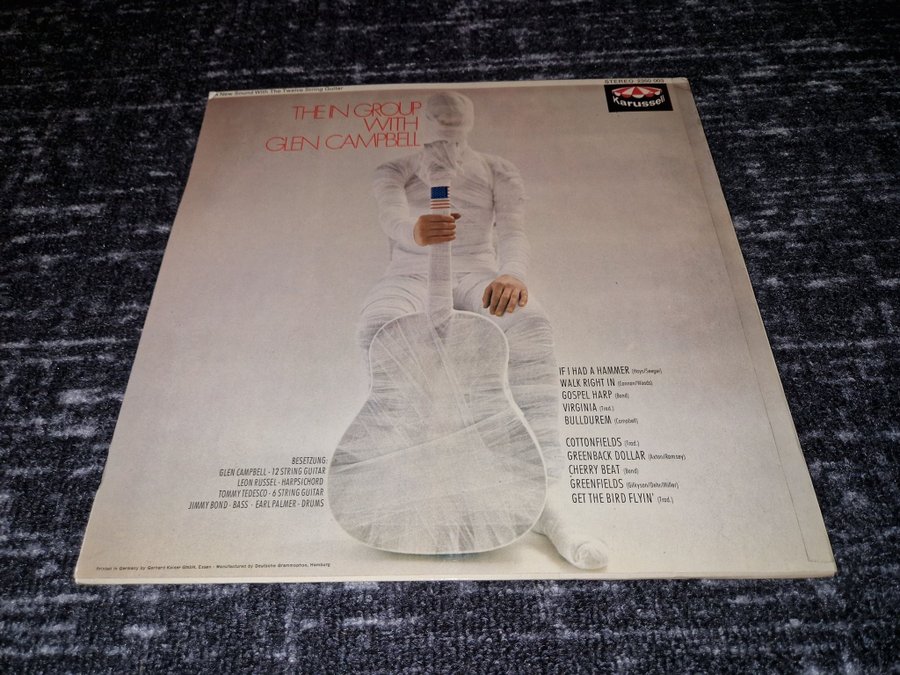 A New Sound With The Twelve String Guitar
STEREO 2350 003
Karussell
THE IN GROUP
WITH
GLEN CAMPBELL
IF I HAD A HAMMER (Hays/Seeger)
WALK RIGHT IN (Cannon/Woods)
GOSPEL HARP (Bond)
VIRGINIA (Trad.)
BULLDUREM (Campbell)
COTTONFIELDS (Trad.)
GREENBACK DOLLAR (Axton/Ramsey)
CHERRY BEAT (Bond)
GREENFIELDS (Gilkyson/Dehr/Miller)
GET THE BIRD FLYIN' (Trad.)
BESETZUNG:
GLEN CAMPBELL - 12 STRING GUITAR
LEON RUSSEL - HARPSICHORD
TOMMY TEDESCO - 6 STRING GUITAR
JIMMY BOND - BASS - EARL PALMER - DRUMS
Printed in Germany by Gerhard Kaiser GmbH, Essen - Manufactured by Deutsche Grammophon, Hamburg